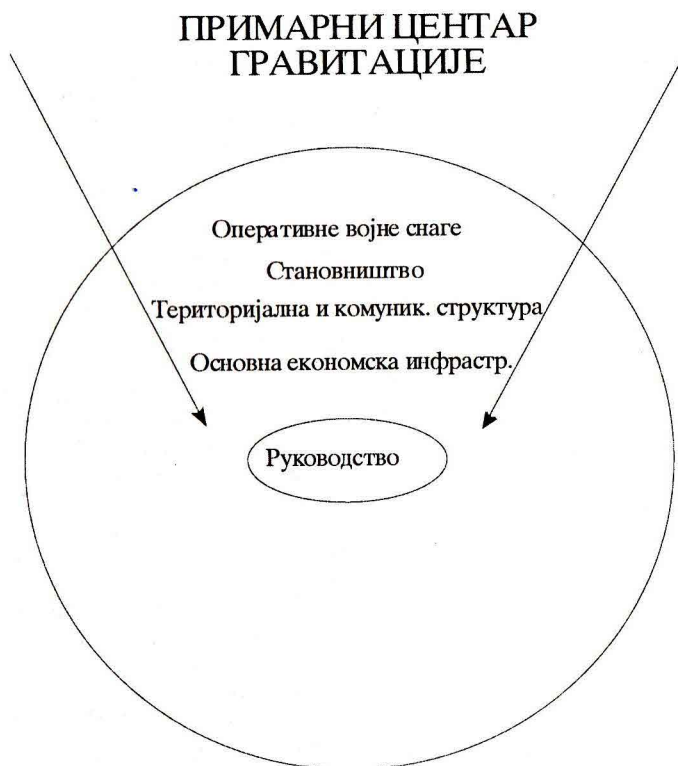 ПРИМАРНИ ЦЕНТАР
ГРАВИТАЦИЈЕ
Оперативне војне снаге
Становништво
Територијална и комуник. структура
Основна економска инфрастр.
Руководство